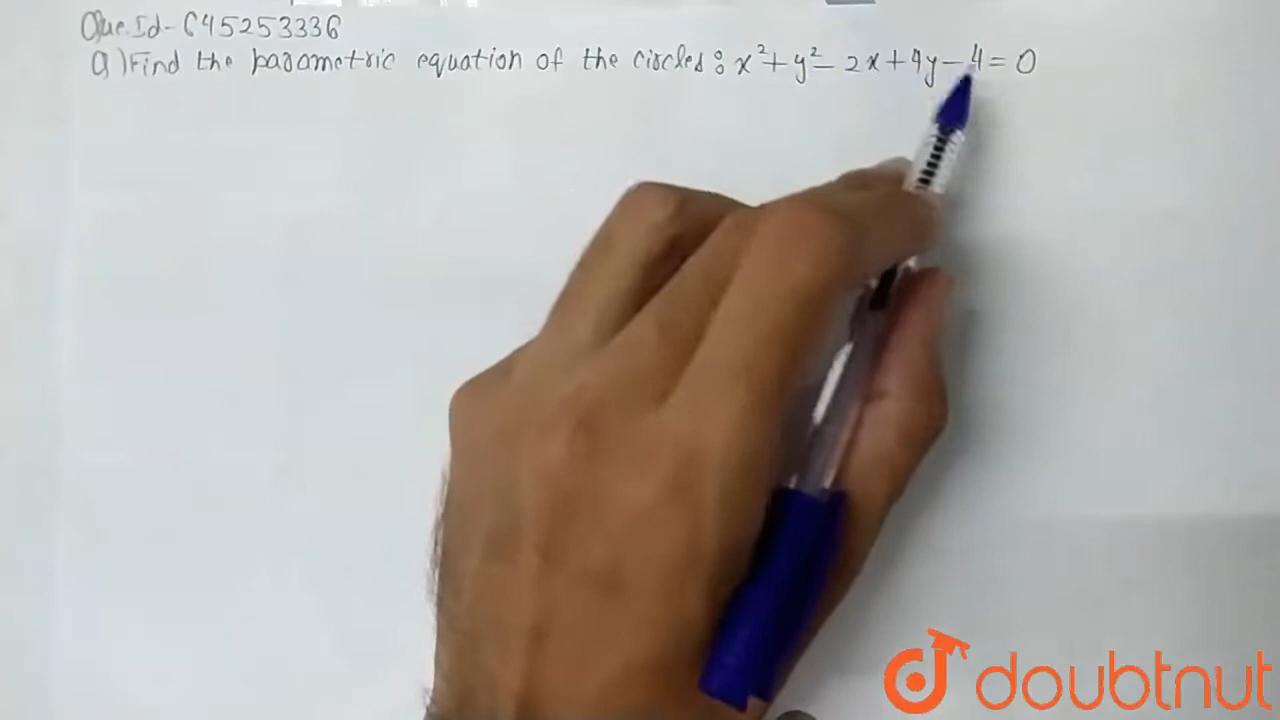 Que.Id-645253336
Q)Find the parametric equation of the circles: x²+y²-2x+4y-4=0
doubtnut